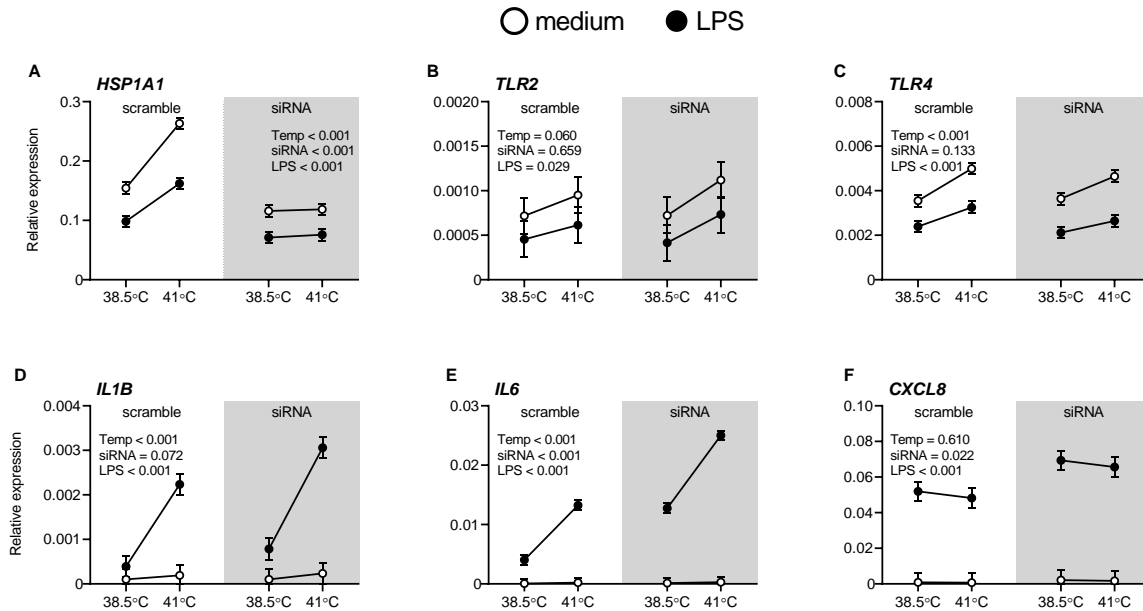 medium LPS
A
HSP1A1
Relative expression
0.3
0.2
0.1
0
scramble
siRNA
Temp < 0.001
siRNA < 0.001
LPS < 0.001
38.5°C 41°C 38.5°C 41°C
B
TLR2
0.0020
0.0015
0.0010
0.0005
0
scramble
siRNA
Temp = 0.060
siRNA = 0.659
LPS = 0.029
38.5°C 41°C 38.5°C 41°C
C
TLR4
0.008
0.006
0.004
0.002
0
scramble
siRNA
Temp < 0.001
siRNA = 0.133
LPS < 0.001
38.5°C 41°C 38.5°C 41°C
D
IL1B
Relative expression
0.004
0.003
0.002
0.001
0.000
scramble
siRNA
Temp < 0.001
siRNA = 0.072
LPS < 0.001
38.5°C 41°C 38.5°C 41°C
E
IL6
0.03
0.02
0.01
0
scramble
siRNA
Temp < 0.001
siRNA < 0.001
LPS < 0.001
38.5°C 41°C 38.5°C 41°C
F
CXCL8
0.10
0.08
0.06
0.04
0.02
0.00
scramble
siRNA
Temp = 0.610
siRNA = 0.022
LPS < 0.001
38.5°C 41°C 38.5°C 41°C